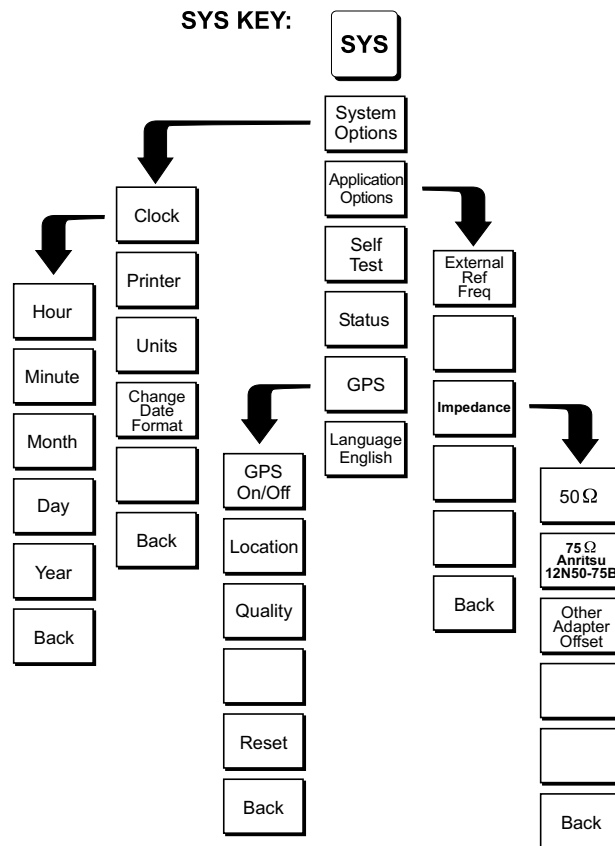 SYS KEY:
SYS
System
Options
Application
Options
Self
Test
Status
GPS
Language
English
Clock
Printer
Units
Change
Date
Format
Back
Hour
Minute
Month
Day
Year
Back
GPS
On/Off
Location
Quality
Reset
Back
External
Ref
Freq
Impedance
Back
50 Ω
75 Ω
Anritsu
12N50-75B
Other
Adapter
Offset
Back